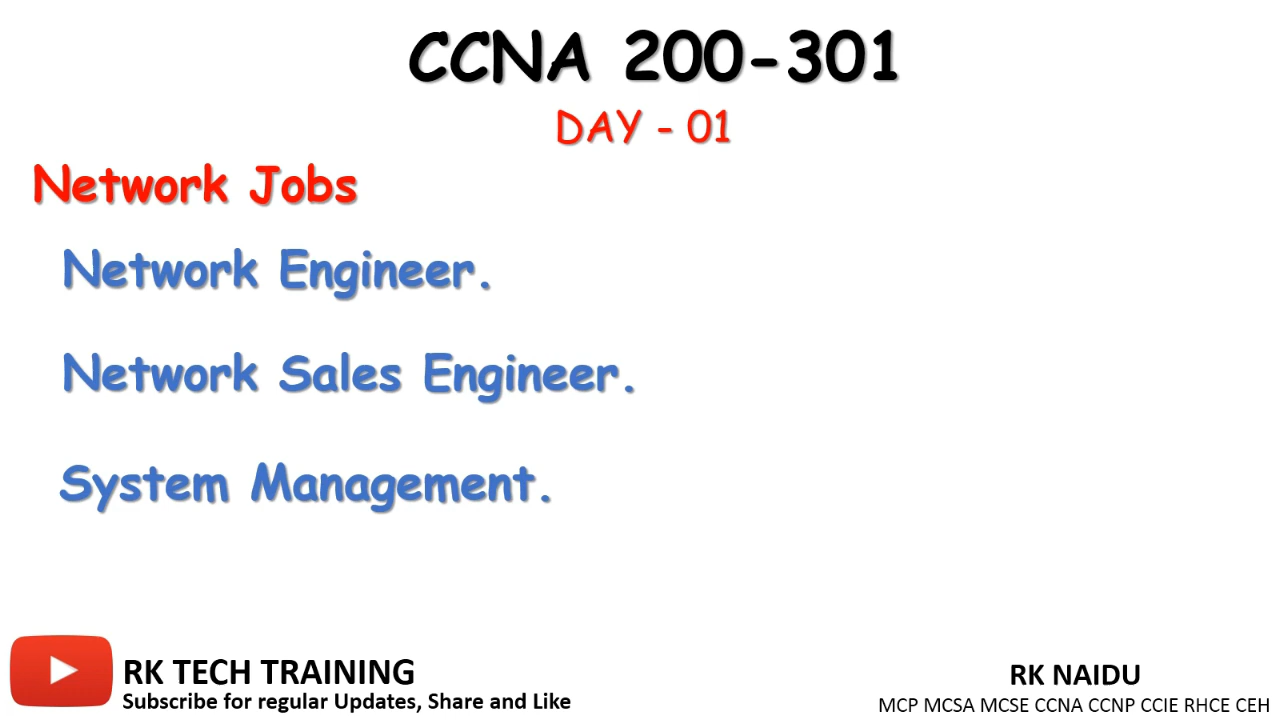 CCNA 200-301
DAY - 01
Network Jobs
Network Engineer.
Network Sales Engineer.
System Management.
RK TECH TRAINING
Subscribe for regular Updates, Share and Like
RK NAIDU
MCP MCSA MCSE CCNA CCNP CCIE RHCE CEH